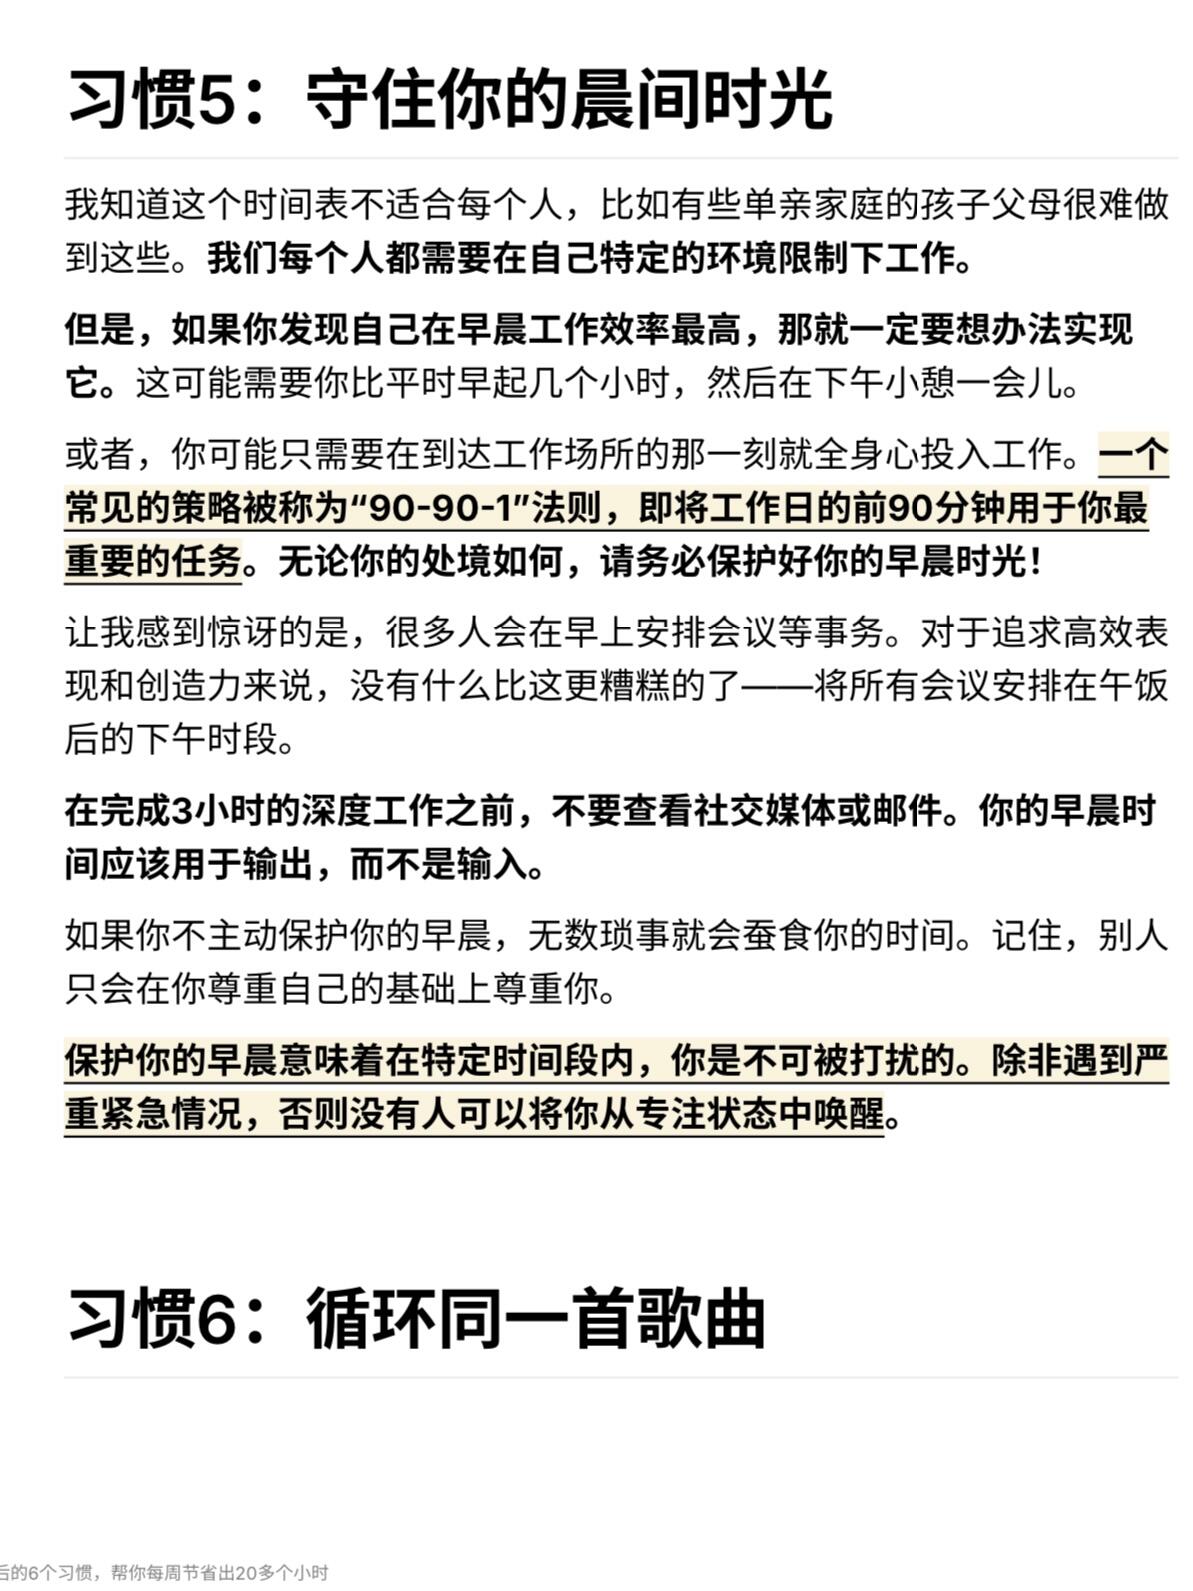 习惯5：守住你的晨间时光
我知道这个时间表不适合每个人，比如有些单亲家庭的孩子父母很难做
到这些。我们每个人都需要在自己特定的环境限制下工作。
但是，如果你发现自己在早晨工作效率最高，那就一定要想办法实现
它。这可能需要你比平时早起几个小时，然后在下午小憩一会儿。
或者，你可能只需要在到达工作场所的那一刻就全身心投入工作。一个
常见的策略被称为“90-90-1”法则，即将工作日的前90分钟用于你最
重要的任务。无论你的处境如何，请务必保护好你的早晨时光！
让我感到惊讶的是，很多人会在早上安排会议等事务。对于追求高效表
现和创造力来说，没有什么比这更糟糕的了——将所有会议安排在午饭
后的下午时段。
在完成3小时的深度工作之前，不要查看社交媒体或邮件。你的早晨时
间应该用于输出，而不是输入。
如果你不主动保护你的早晨，无数琐事就会蚕食你的时间。记住，别人
只会在你尊重自己的基础上尊重你。
保护你的早晨意味着在特定时间段内，你是不可被打扰的。除非遇到严
重紧急情况，否则没有人可以将你从专注状态中唤醒。
习惯6：循环同一首歌曲
后的6个习惯，帮你每周节省出20多个小时